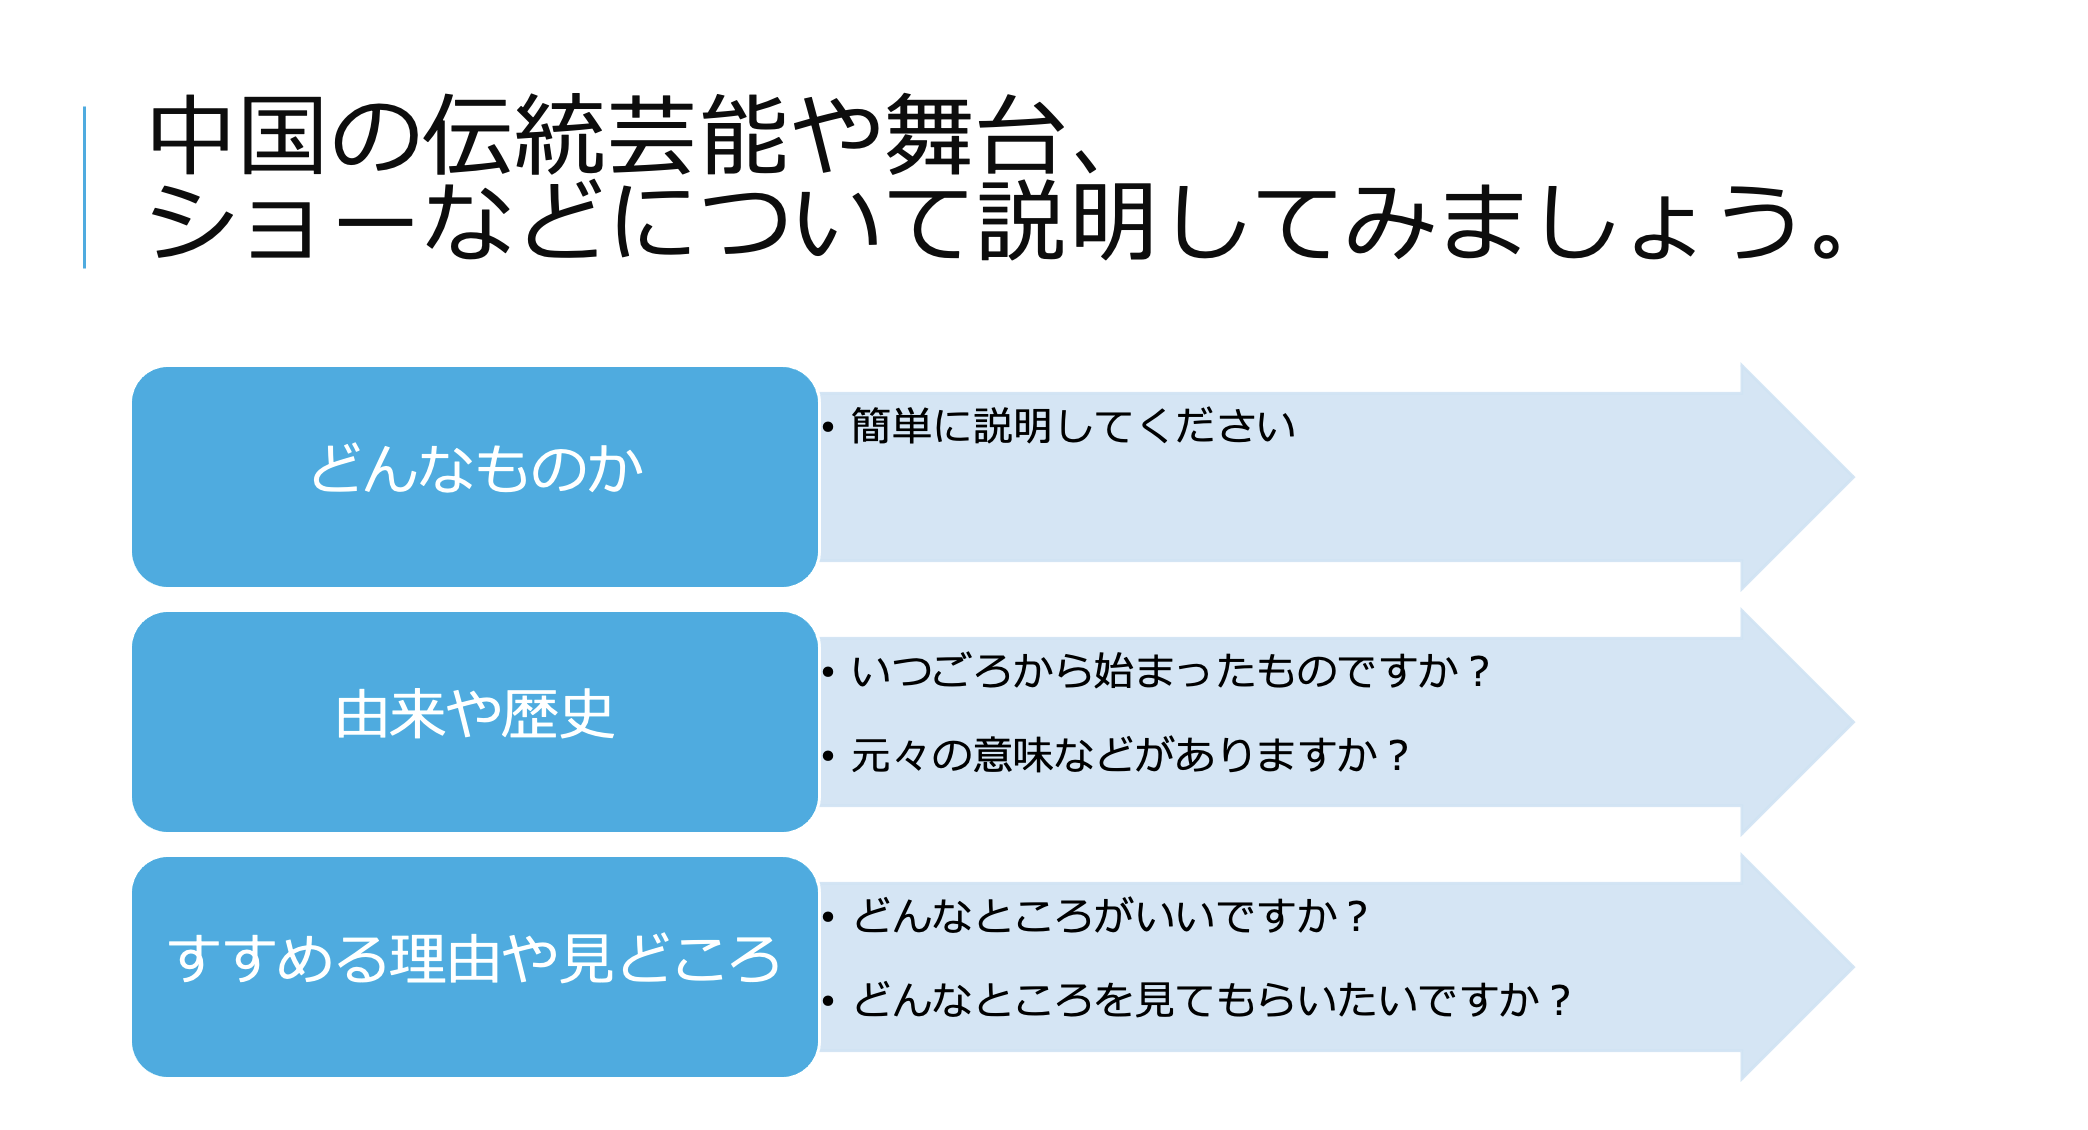 中国の伝統芸能や舞台、
ショーなどについて説明してみましょう。
どんなものか
• 簡単に説明してください
由来や歴史
• いつごろから始まったものですか？
• 元々の意味などがありますか？
すすめる理由や見どころ
• どんなところがいいですか？
• どんなところを見てもらいたいですか？